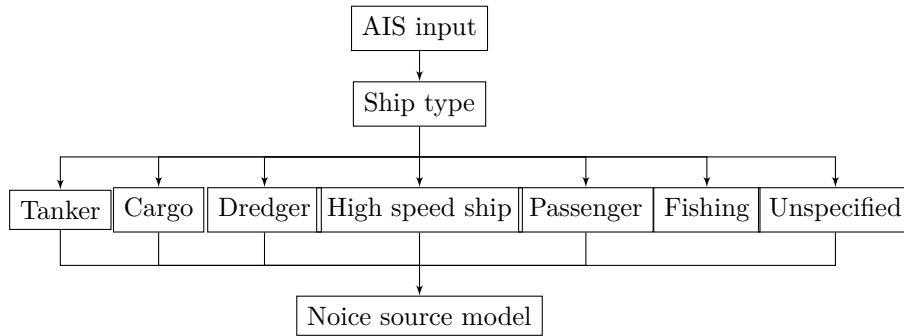 AIS input
Ship type
Tanker Cargo Dredger High speed ship Passenger Fishing Unspecified
Noice source model